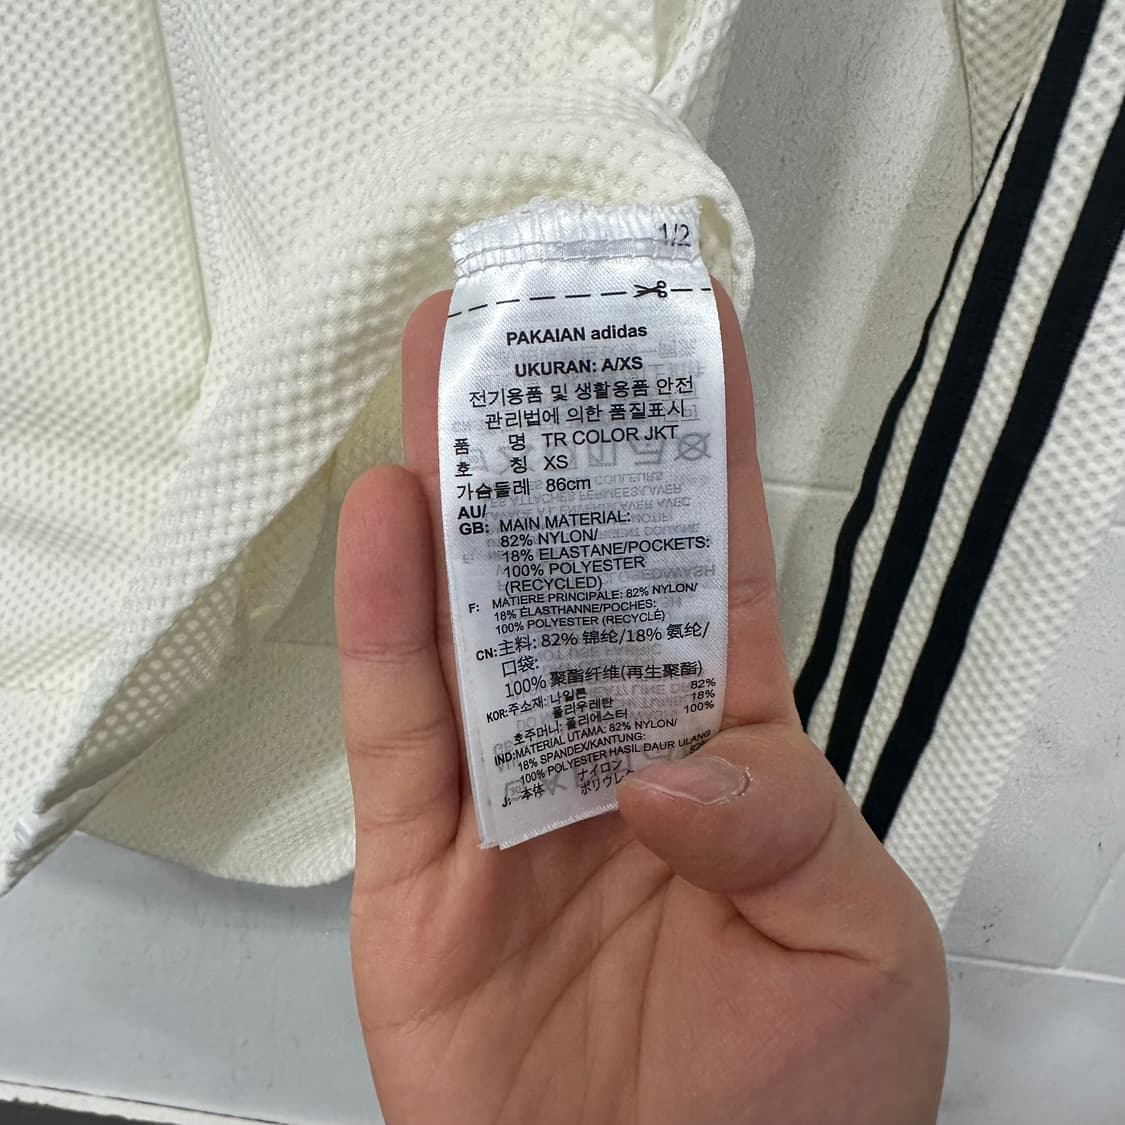 1/2
PAKAIAN adidas
UKURAN: A/XS
전기용품 및 생활용품 안전
관리법에 의한 품질표시
품 명 TR COLOR JKT
호 칭 XS
가슴둘레 86cm
AU/
GB: MAIN MATERIAL:
82% NYLON/
18% ELASTANE/POCKETS:
100% POLYESTER
(RECYCLED)
F: MATIERE PRINCIPALE: 82% NYLON/
18% ÉLASTHANNE/POCHES:
100% POLYESTER (RECYCLÉ)
CN: 主料: 82% 锦纶/18% 氨纶/
口袋:
100% 聚酯纤维(再生聚酯)
KOR: 주소재: 나일론 82%
폴리우레탄 18%
호주머니: 폴리에스터 100%
IND: MATERIAL UTAMA: 82% NYLON/
18% SPANDEX/KANTUNG:
100% POLYESTER HASIL DAUR ULANG
J: 本体 ナイロン